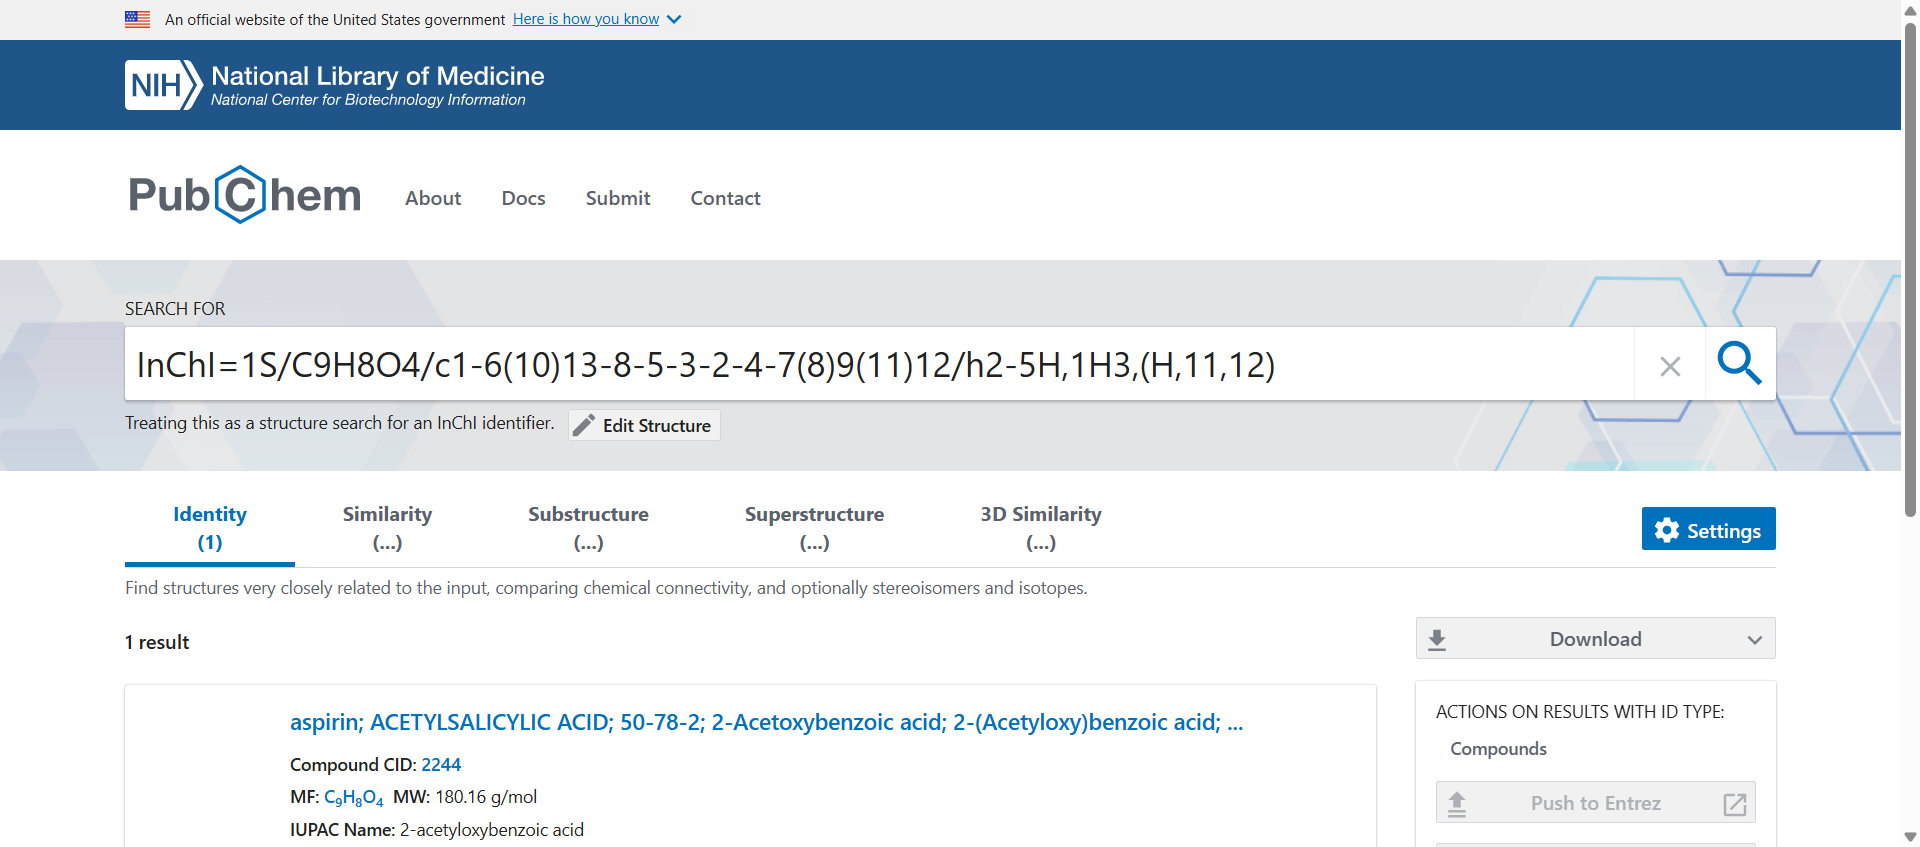 An official website of the United States government Here is how you know
NIH National Library of Medicine
National Center for Biotechnology Information
PubChem About Docs Submit Contact
SEARCH FOR
InChI=1S/C9H8O4/c1-6(10)13-8-5-3-2-4-7(8)9(11)12/h2-5H,1H3,(H,11,12)
Treating this as a structure search for an InChI identifier. Edit Structure
Identity Similarity Substructure Superstructure 3D Similarity
(1) (...) (...) (...) (...)
Settings
Find structures very closely related to the input, comparing chemical connectivity, and optionally stereoisomers and isotopes.
1 result
Download
aspirin; ACETYLSALICYLIC ACID; 50-78-2; 2-Acetoxybenzoic acid; 2-(Acetyloxy)benzoic acid; ...
Compound CID: 2244
MF: C₉H₈O₄ MW: 180.16 g/mol
IUPAC Name: 2-acetyloxybenzoic acid
ACTIONS ON RESULTS WITH ID TYPE:
Compounds
Push to Entrez